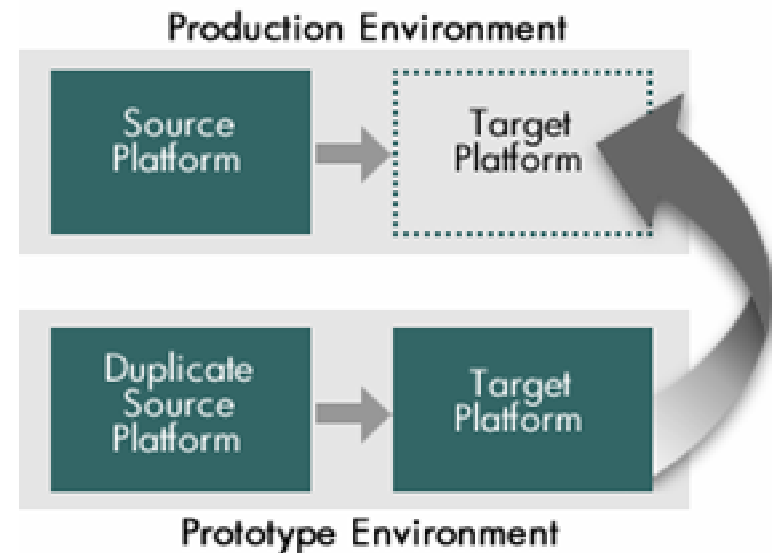 Production Environment
Source
Platform
Target
Platform
Duplicate
Source
Platform
Target
Platform
Prototype Environment